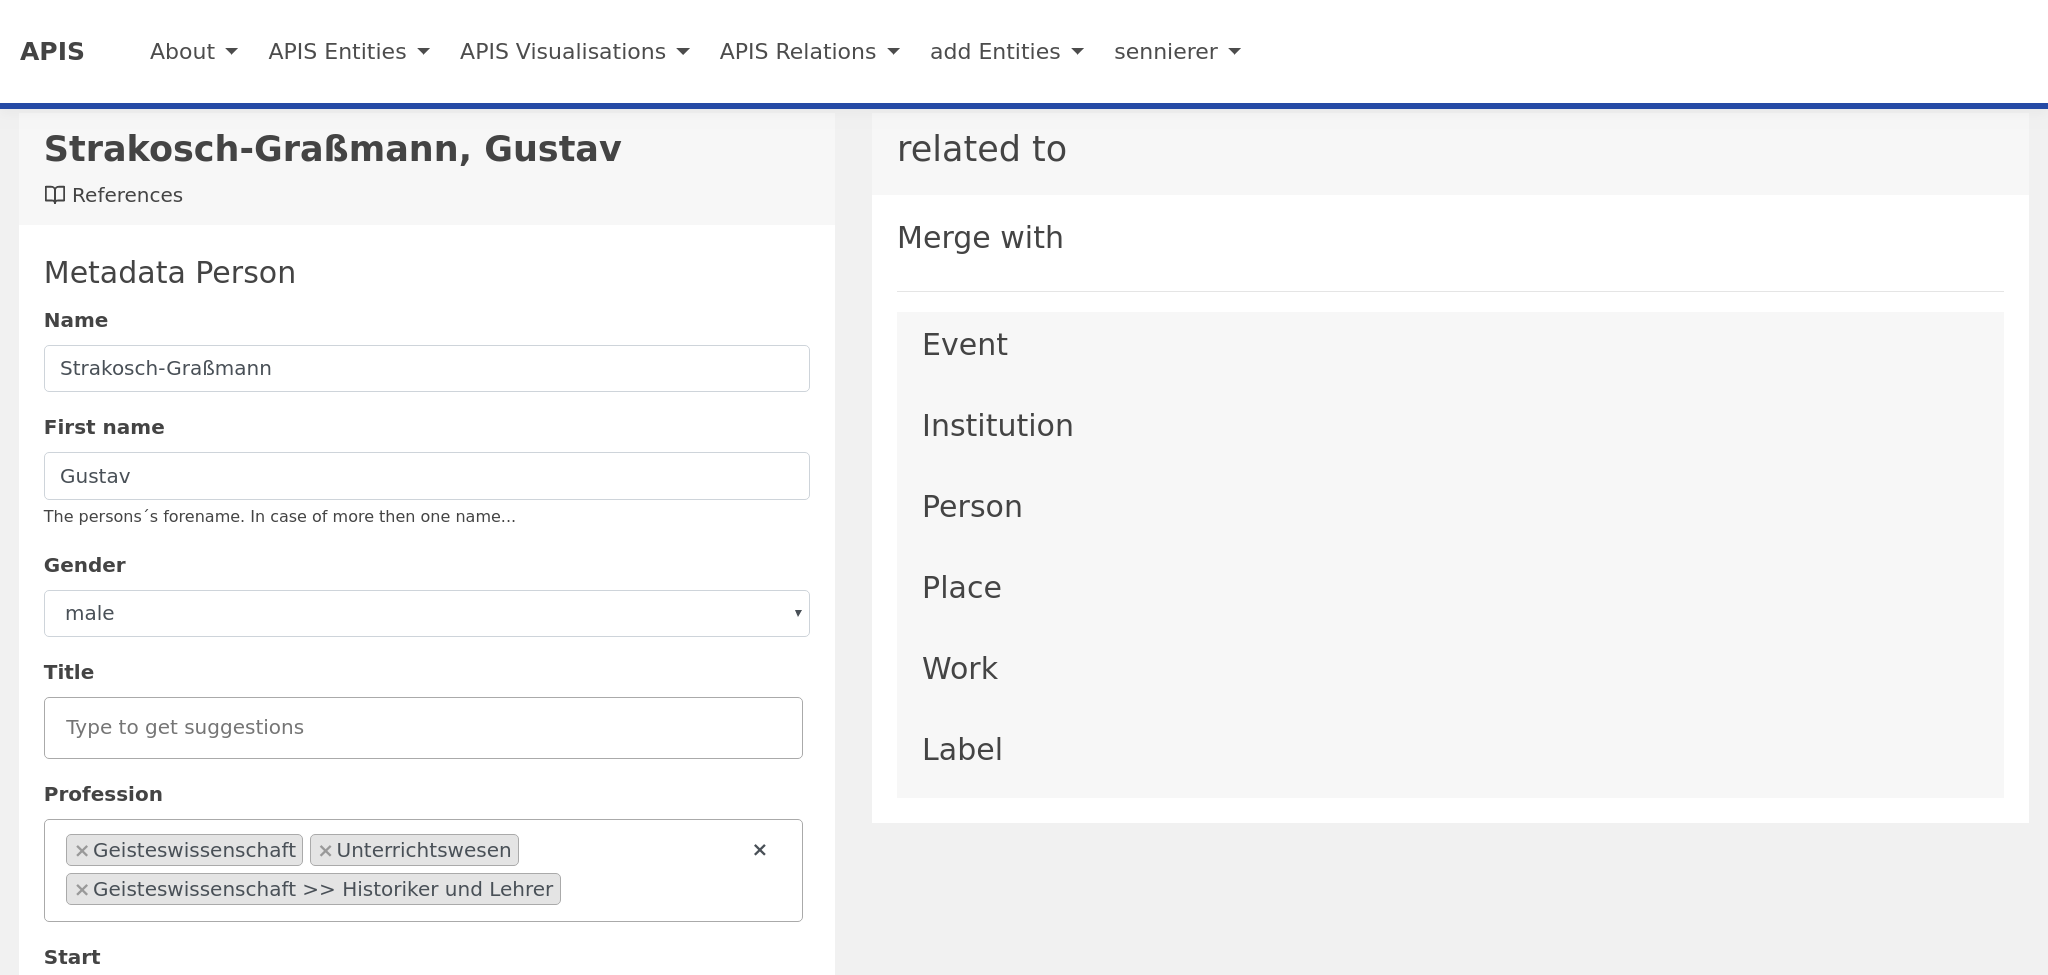 APIS About APIS Entities APIS Visualisations APIS Relations add Entities sennierer
Strakosch-Graßmann, Gustav
References
Metadata Person
Name
Strakosch-Graßmann
First name
Gustav
The persons´s forename. In case of more then one name...
Gender
male
Title
Type to get suggestions
Profession
×Geisteswissenschaft ×Unterrichtswesen ×
×Geisteswissenschaft >> Historiker und Lehrer
Start
related to
Merge with
Event
Institution
Person
Place
Work
Label